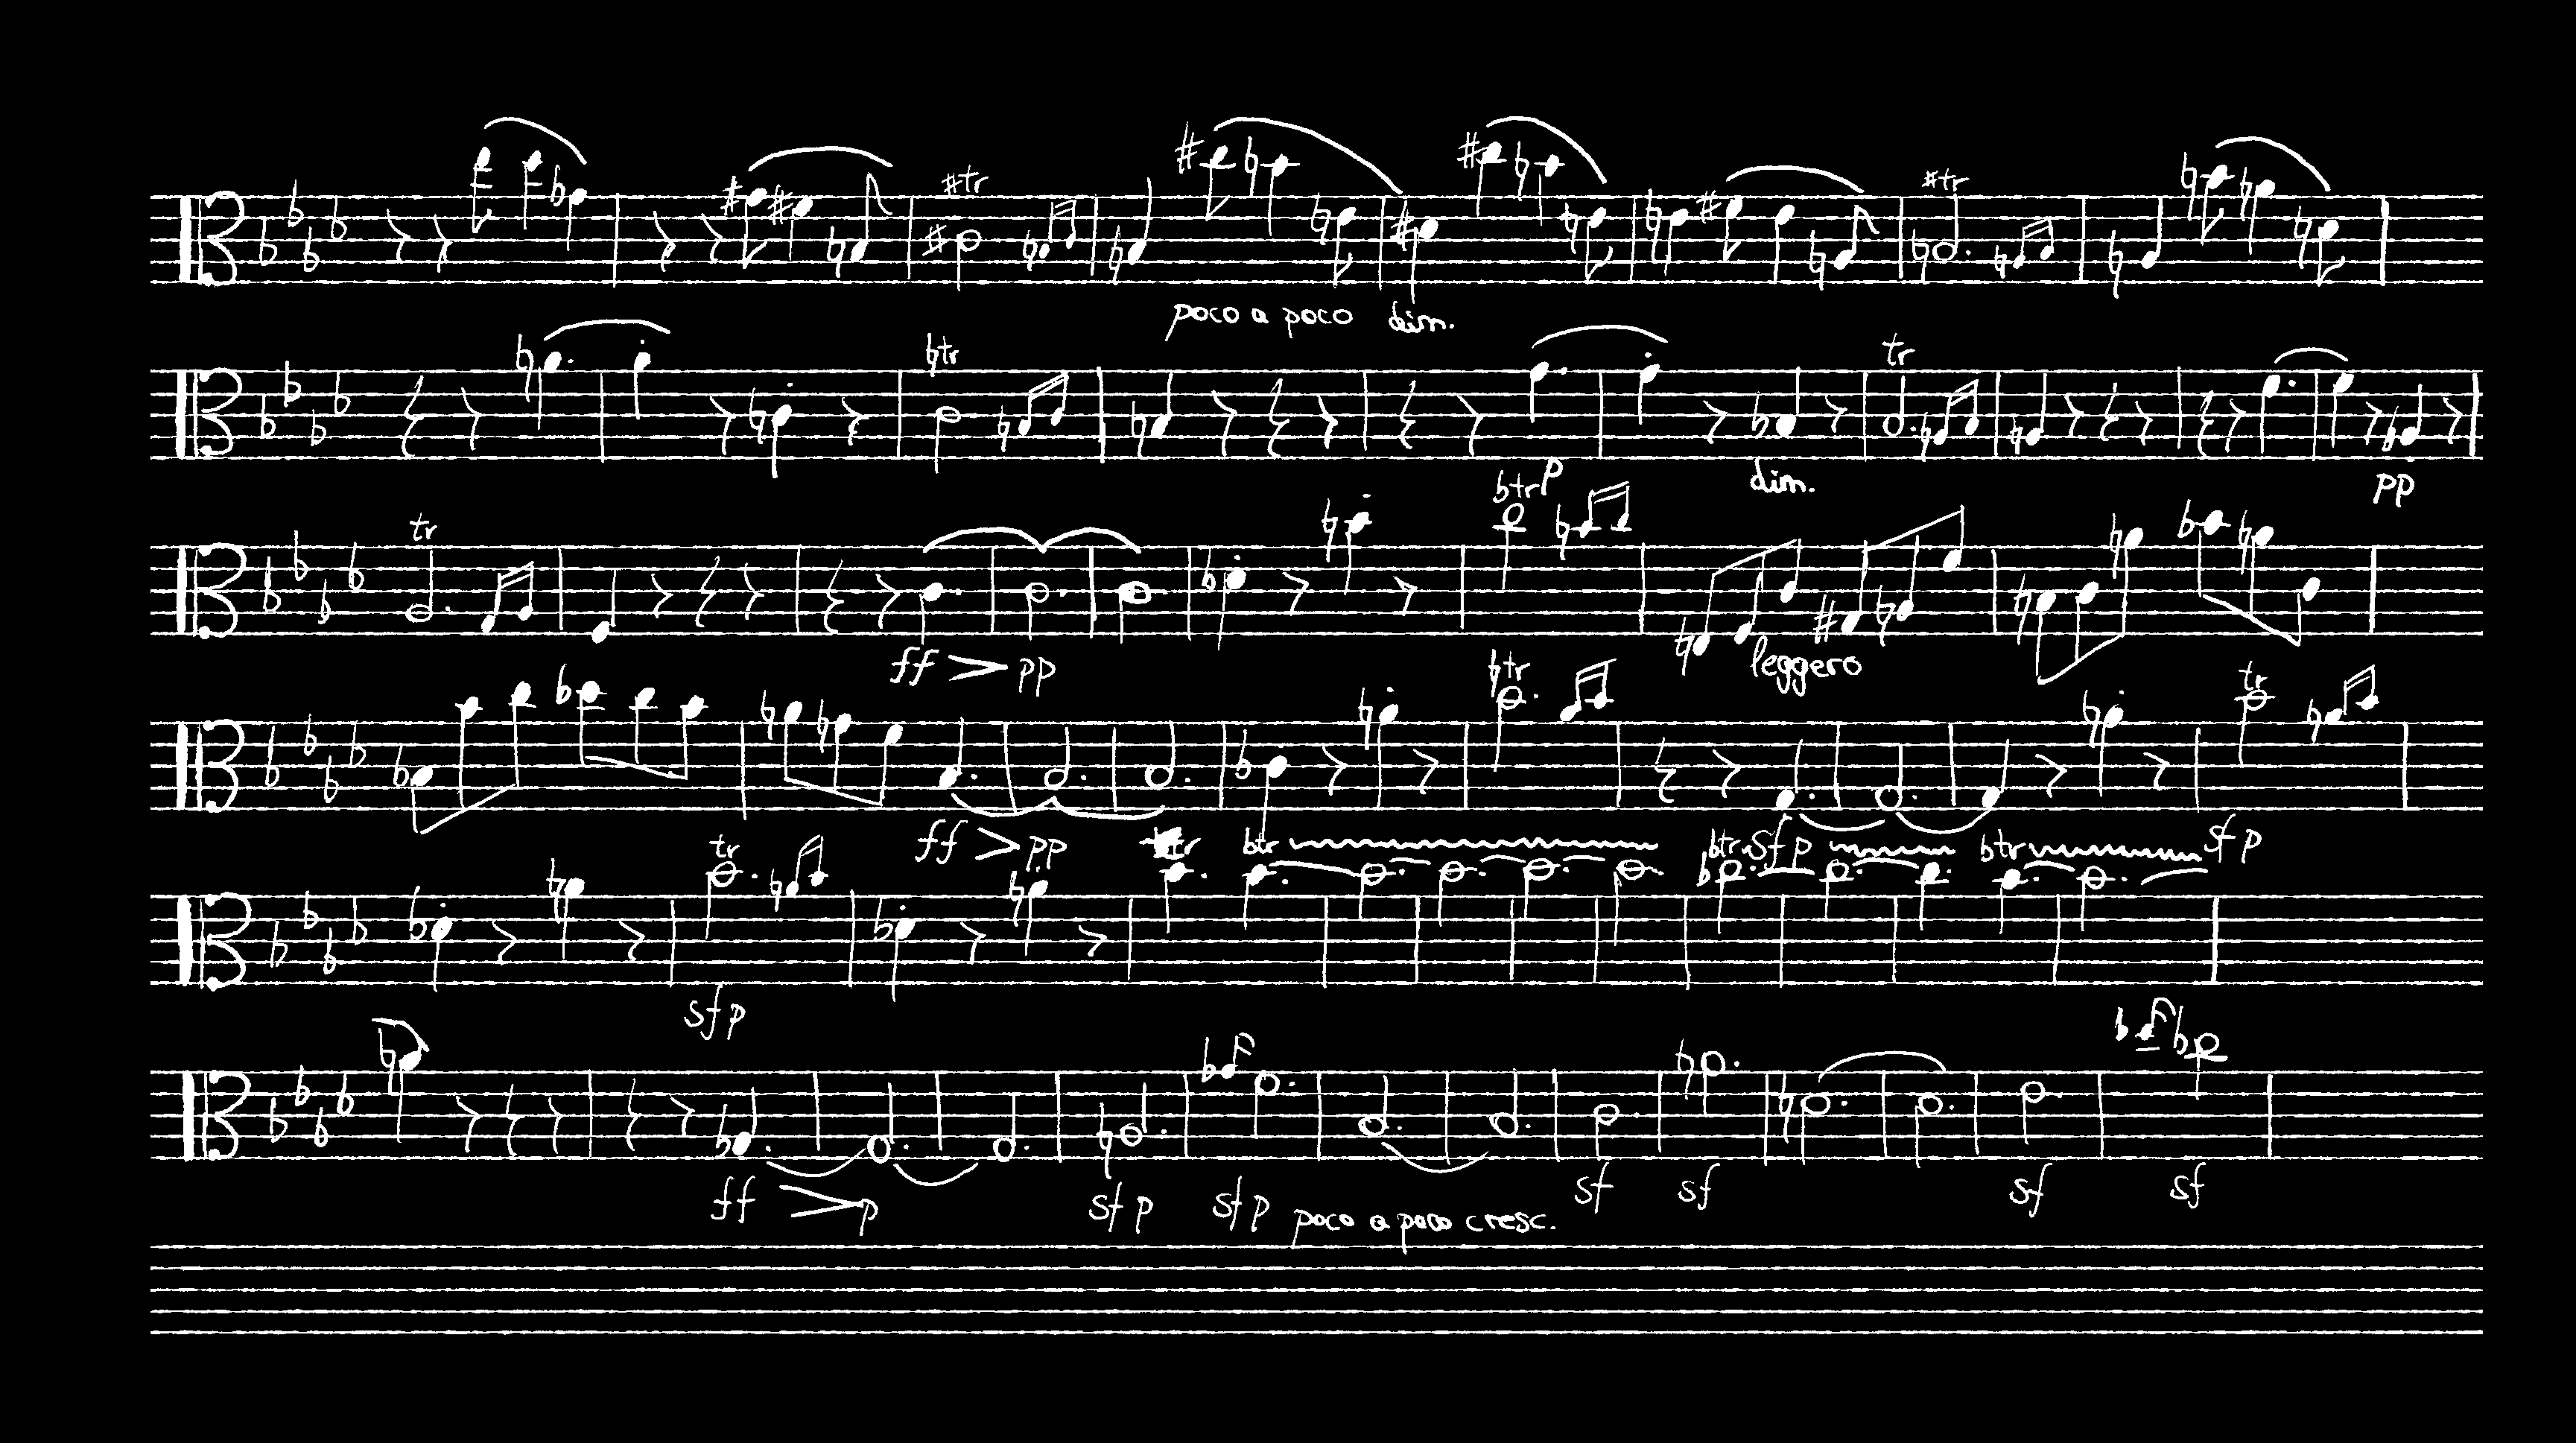 #tr #tr
poco a poco dim.
♮tr tr
p dim. pp
tr ♭tr
ff > pp leggero
♮tr tr
ff > pp sfp sfp
tr tr ♭tr ♭tr ♭tr
sfp
ff > p sfp sfp poco a poco cresc. sf sf sf sf